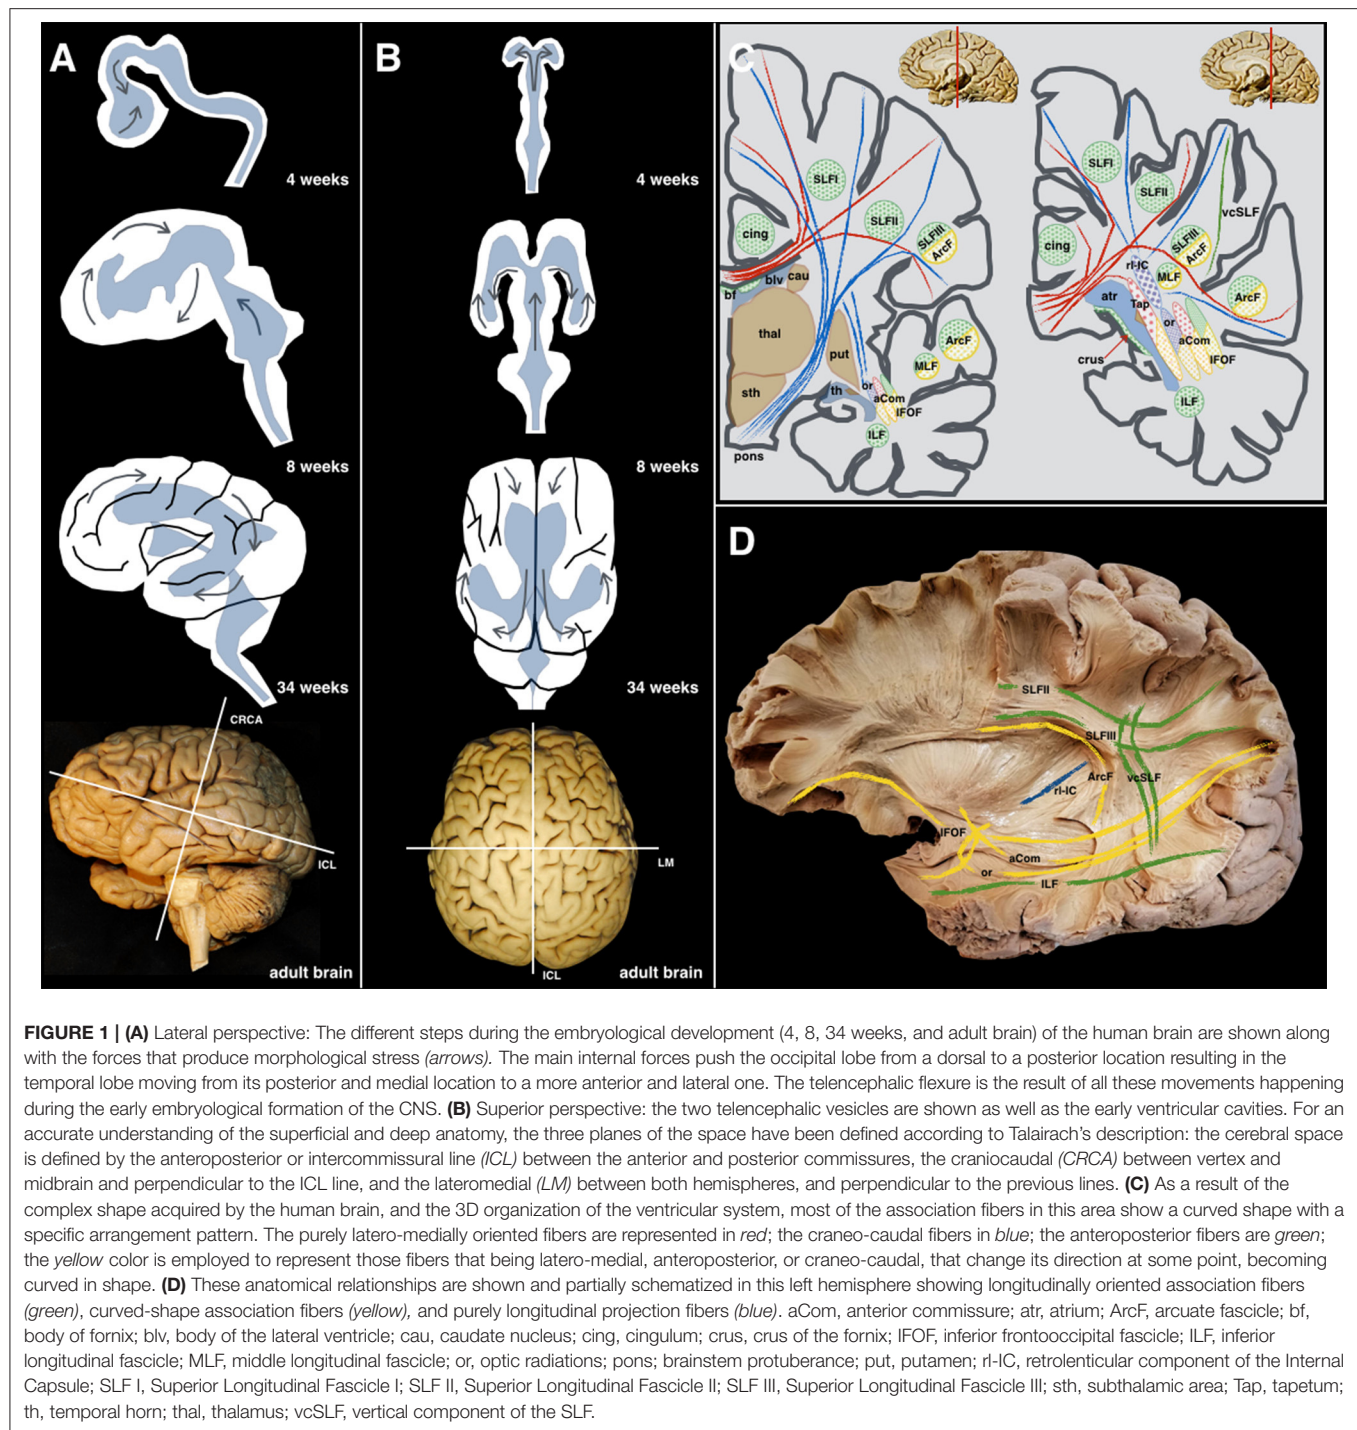 A
4 weeks
8 weeks
34 weeks
CRCA
ICL
adult brain
B
4 weeks
8 weeks
34 weeks
LM
ICL
adult brain
C
SLFI
SLFII
SLFIII
ArcF
cing
blv
cau
bf
thal
put
sth
th
or
aCom
IFOF
ILF
MLF
ArcF
pons
SLFI
SLFII
vcSLF
SLFIII
ArcF
cing
rl-IC
MLF
atr
Tap
or
ArcF
aCom
crus
IFOF
ILF
D
SLFII
SLFIII
ArcF
vcSLF
rl-IC
IFOF
aCom
or
ILF
FIGURE 1 | (A) Lateral perspective: The different steps during the embryological development (4, 8, 34 weeks, and adult brain) of the human brain are shown along
with the forces that produce morphological stress (arrows). The main internal forces push the occipital lobe from a dorsal to a posterior location resulting in the
temporal lobe moving from its posterior and medial location to a more anterior and lateral one. The telencephalic flexure is the result of all these movements happening
during the early embryological formation of the CNS. (B) Superior perspective: the two telencephalic vesicles are shown as well as the early ventricular cavities. For an
accurate understanding of the superficial and deep anatomy, the three planes of the space have been defined according to Talairach's description: the cerebral space
is defined by the anteroposterior or intercommissural line (ICL) between the anterior and posterior commissures, the craniocaudal (CRCA) between vertex and
midbrain and perpendicular to the ICL line, and the lateromedial (LM) between both hemispheres, and perpendicular to the previous lines. (C) As a result of the
complex shape acquired by the human brain, and the 3D organization of the ventricular system, most of the association fibers in this area show a curved shape with a
specific arrangement pattern. The purely latero-medially oriented fibers are represented in red; the craneo-caudal fibers in blue; the anteroposterior fibers are green;
the yellow color is employed to represent those fibers that being latero-medial, anteroposterior, or craneo-caudal, that change its direction at some point, becoming
curved in shape. (D) These anatomical relationships are shown and partially schematized in this left hemisphere showing longitudinally oriented association fibers
(green), curved-shape association fibers (yellow), and purely longitudinal projection fibers (blue). aCom, anterior commissure; atr, atrium; ArcF, arcuate fascicle; bf,
body of fornix; blv, body of the lateral ventricle; cau, caudate nucleus; cing, cingulum; crus, crus of the fornix; IFOF, inferior frontooccipital fascicle; ILF, inferior
longitudinal fascicle; MLF, middle longitudinal fascicle; or, optic radiations; pons; brainstem protuberance; put, putamen; rl-IC, retrolenticular component of the Internal
Capsule; SLF I, Superior Longitudinal Fascicle I; SLF II, Superior Longitudinal Fascicle II; SLF III, Superior Longitudinal Fascicle III; sth, subthalamic area; Tap, tapetum;
th, temporal horn; thal, thalamus; vcSLF, vertical component of the SLF.